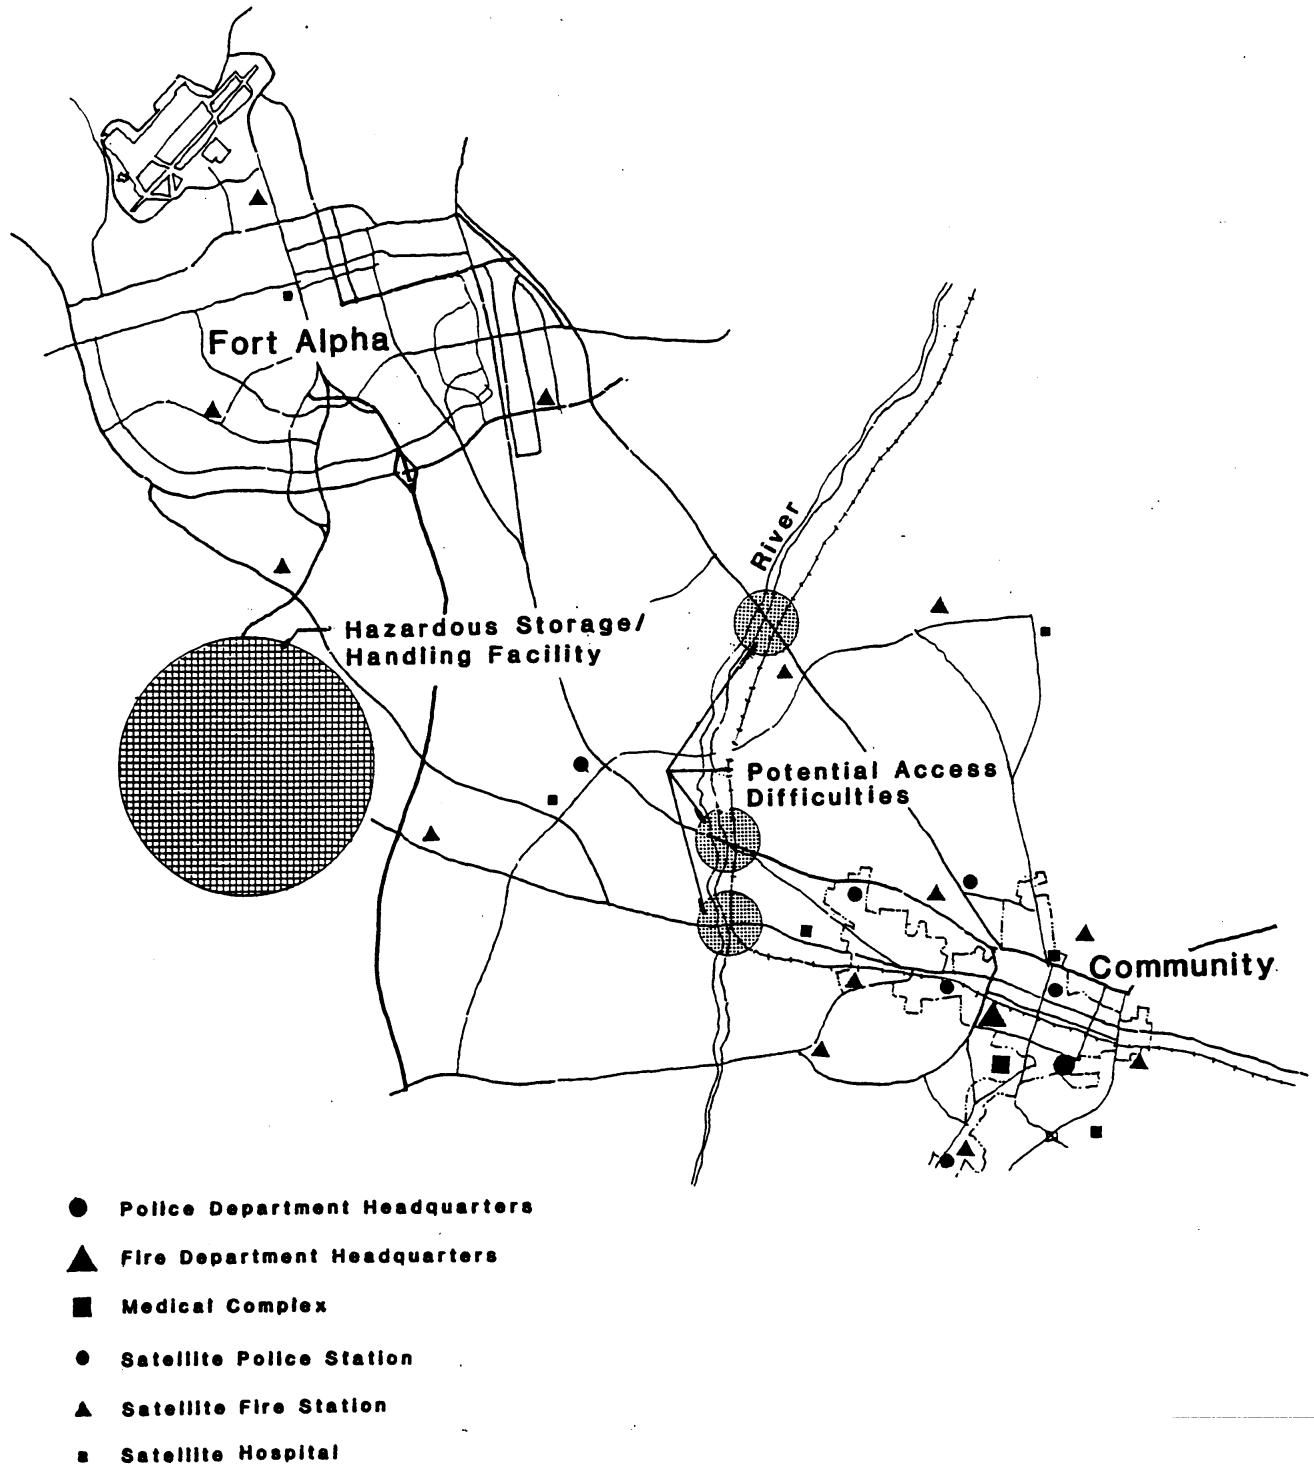 Fort Alpha
River
Hazardous Storage/
Handling Facility
Potential Access
Difficulties
Community
Police Department Headquarters
Fire Department Headquarters
Medical Complex
Satellite Police Station
Satellite Fire Station
Satellite Hospital